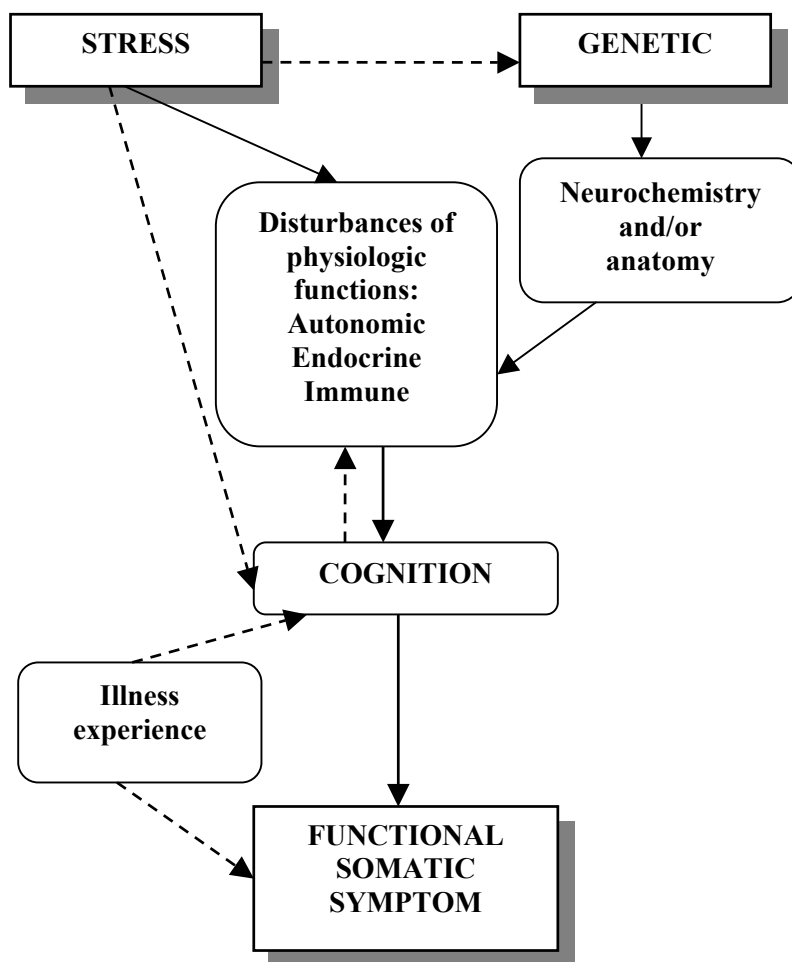 STRESS
GENETIC
Neurochemistry
and/or
anatomy
Disturbances of
physiologic
functions:
Autonomic
Endocrine
Immune
COGNITION
Illness
experience
FUNCTIONAL
SOMATIC
SYMPTOM